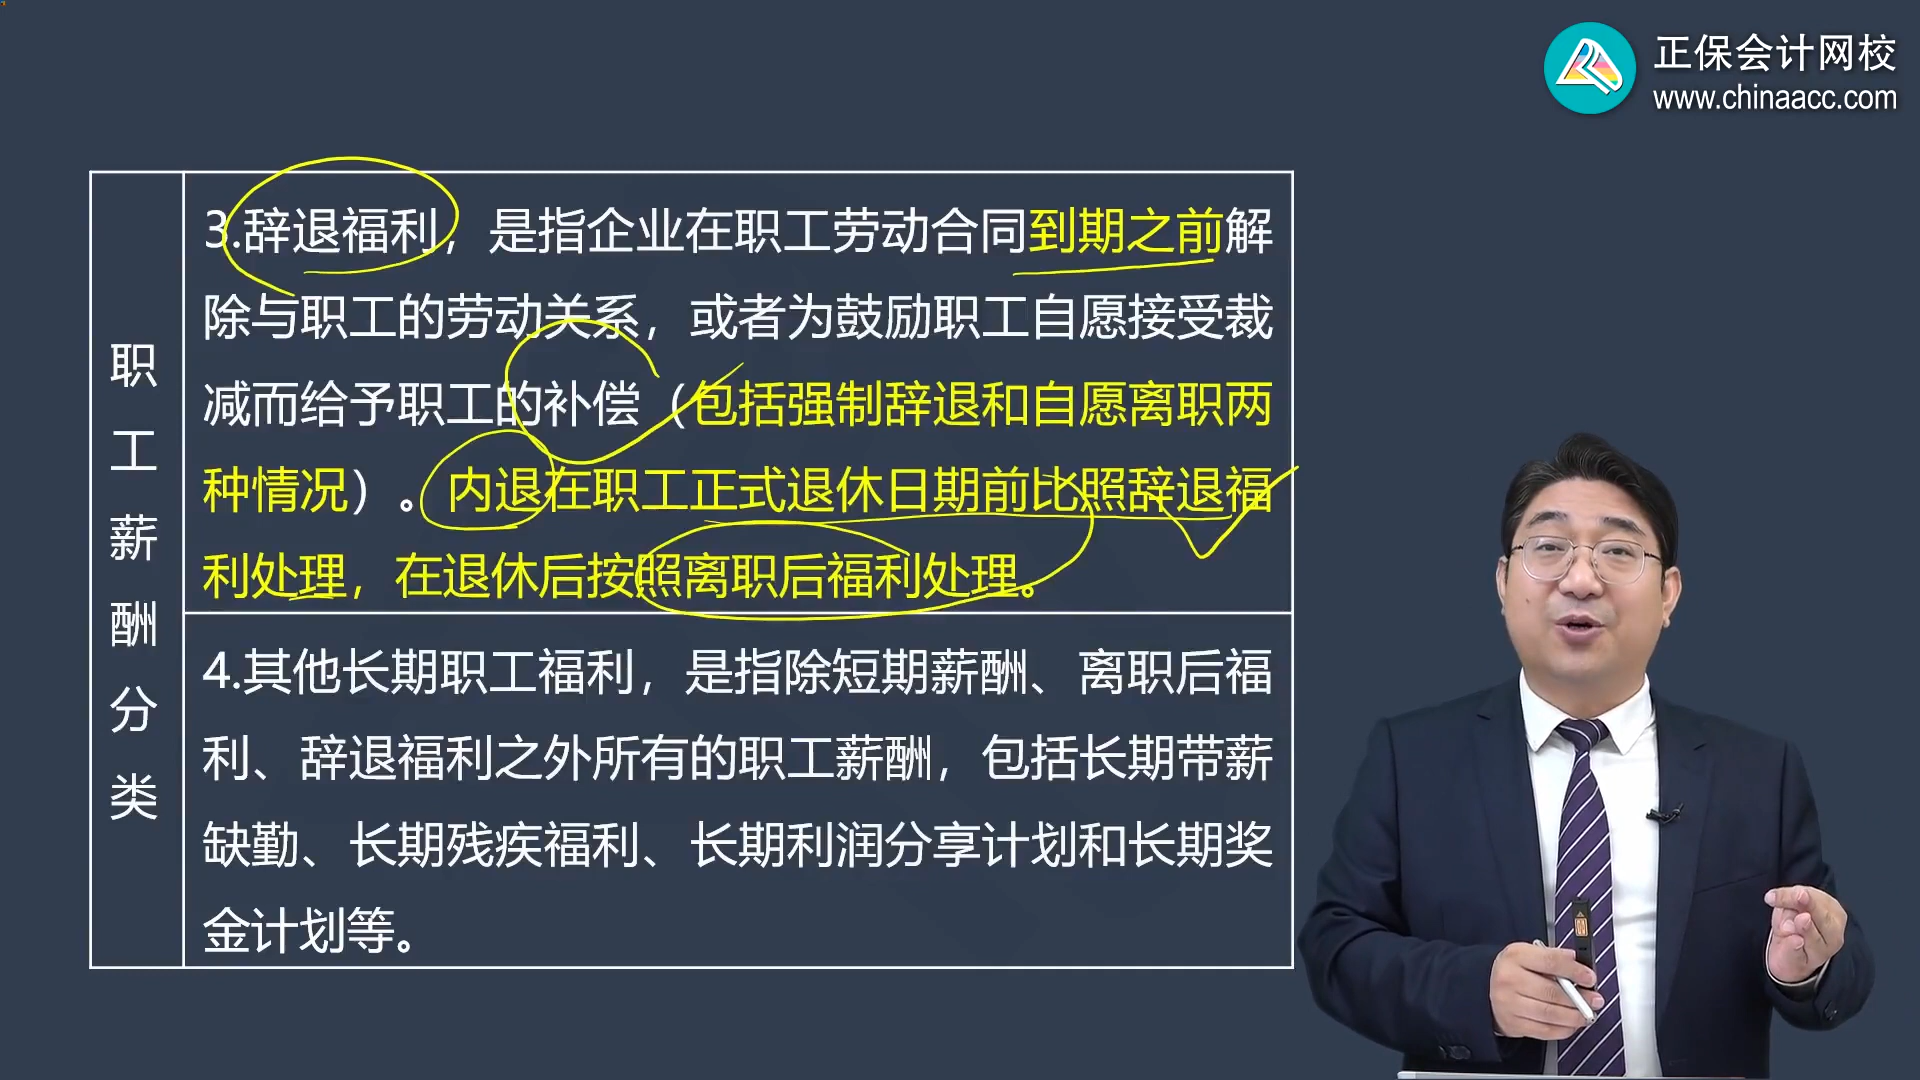 正保会计网校
www.chinaacc.com
职工薪酬分类
3.辞退福利，是指企业在职工劳动合同到期之前解
除与职工的劳动关系，或者为鼓励职工自愿接受裁
减而给予职工的补偿（包括强制辞退和自愿离职两
种情况）。内退在职工正式退休日期前比照辞退福
利处理，在退休后按照离职后福利处理。
4.其他长期职工福利，是指除短期薪酬、离职后福
利、辞退福利之外所有的职工薪酬，包括长期带薪
缺勤、长期残疾福利、长期利润分享计划和长期奖
金计划等。